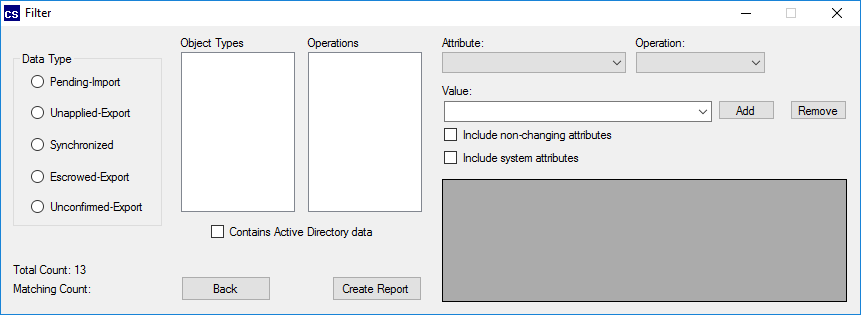 CS Filter
Data Type
Pending-Import
Unapplied-Export
Synchronized
Escrowed-Export
Unconfirmed-Export
Total Count: 13
Matching Count:
Object Types
Operations
Contains Active Directory data
Back
Create Report
Attribute:
Operation:
Value:
Add
Remove
Include non-changing attributes
Include system attributes